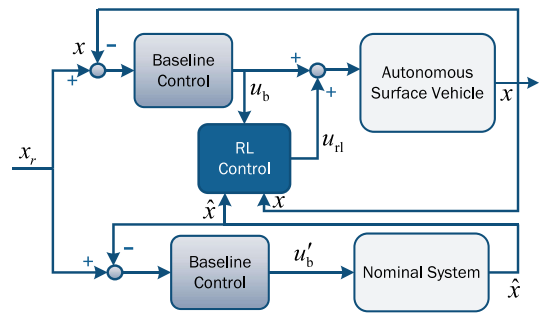 x
−
+
Baseline
Control
u_b
+
+
Autonomous
Surface Vehicle
x
RL
Control
u_rl
x_r
x̂
x
−
+
Baseline
Control
u′_b
Nominal System
x̂